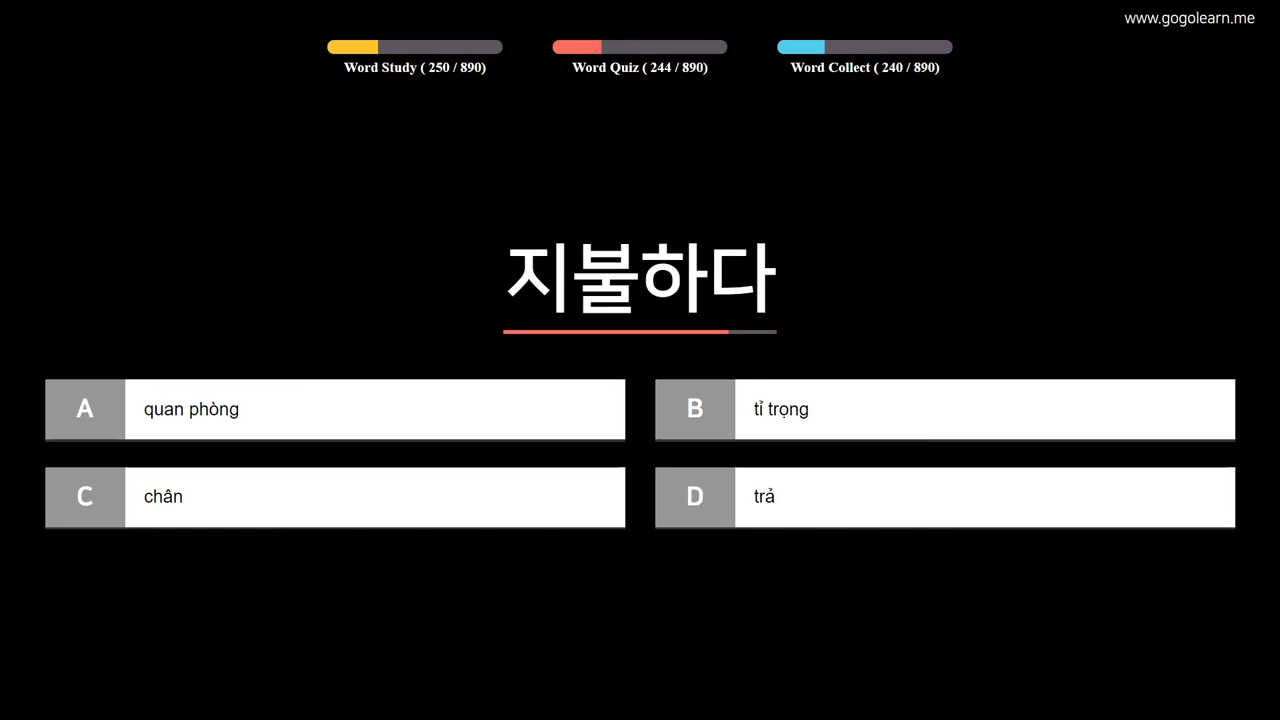 www.gogolearn.me
Word Study ( 250 / 890)
Word Quiz ( 244 / 890)
Word Collect ( 240 / 890)
지불하다
A quan phòng
B tỉ trọng
C chân
D trả